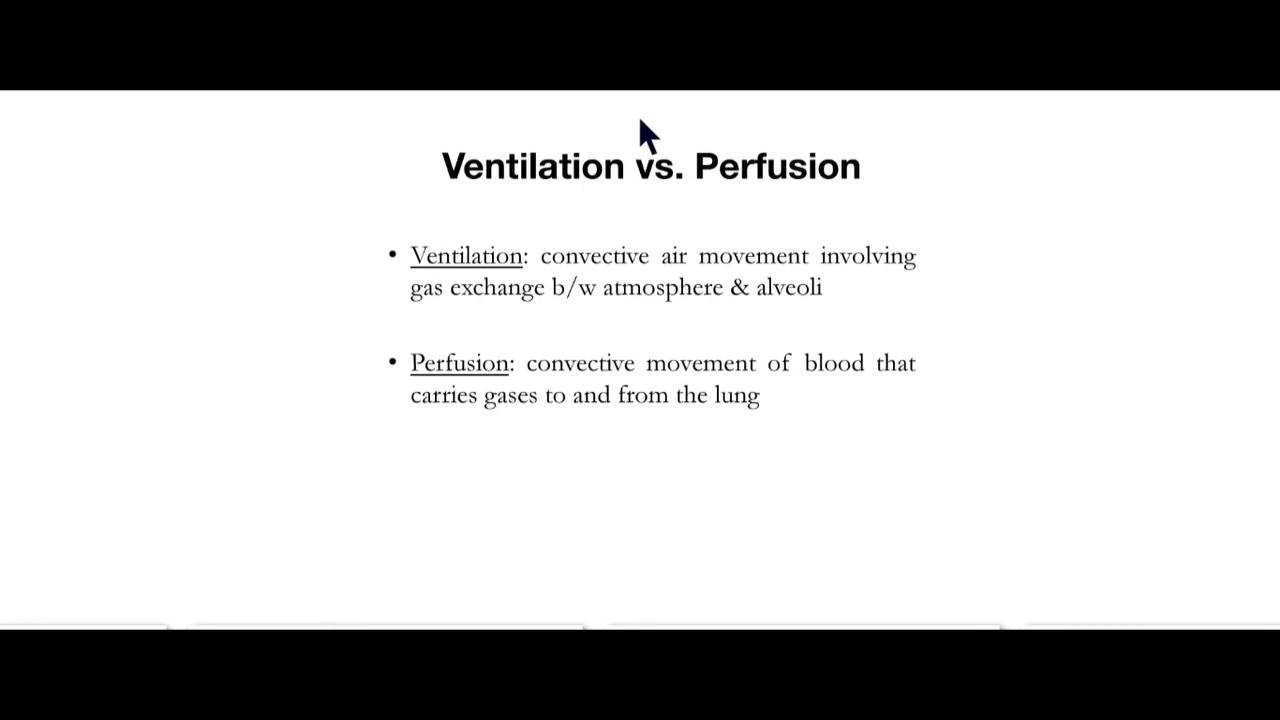 Ventilation vs. Perfusion
• Ventilation: convective air movement involving
gas exchange b/w atmosphere & alveoli
• Perfusion: convective movement of blood that
carries gases to and from the lung